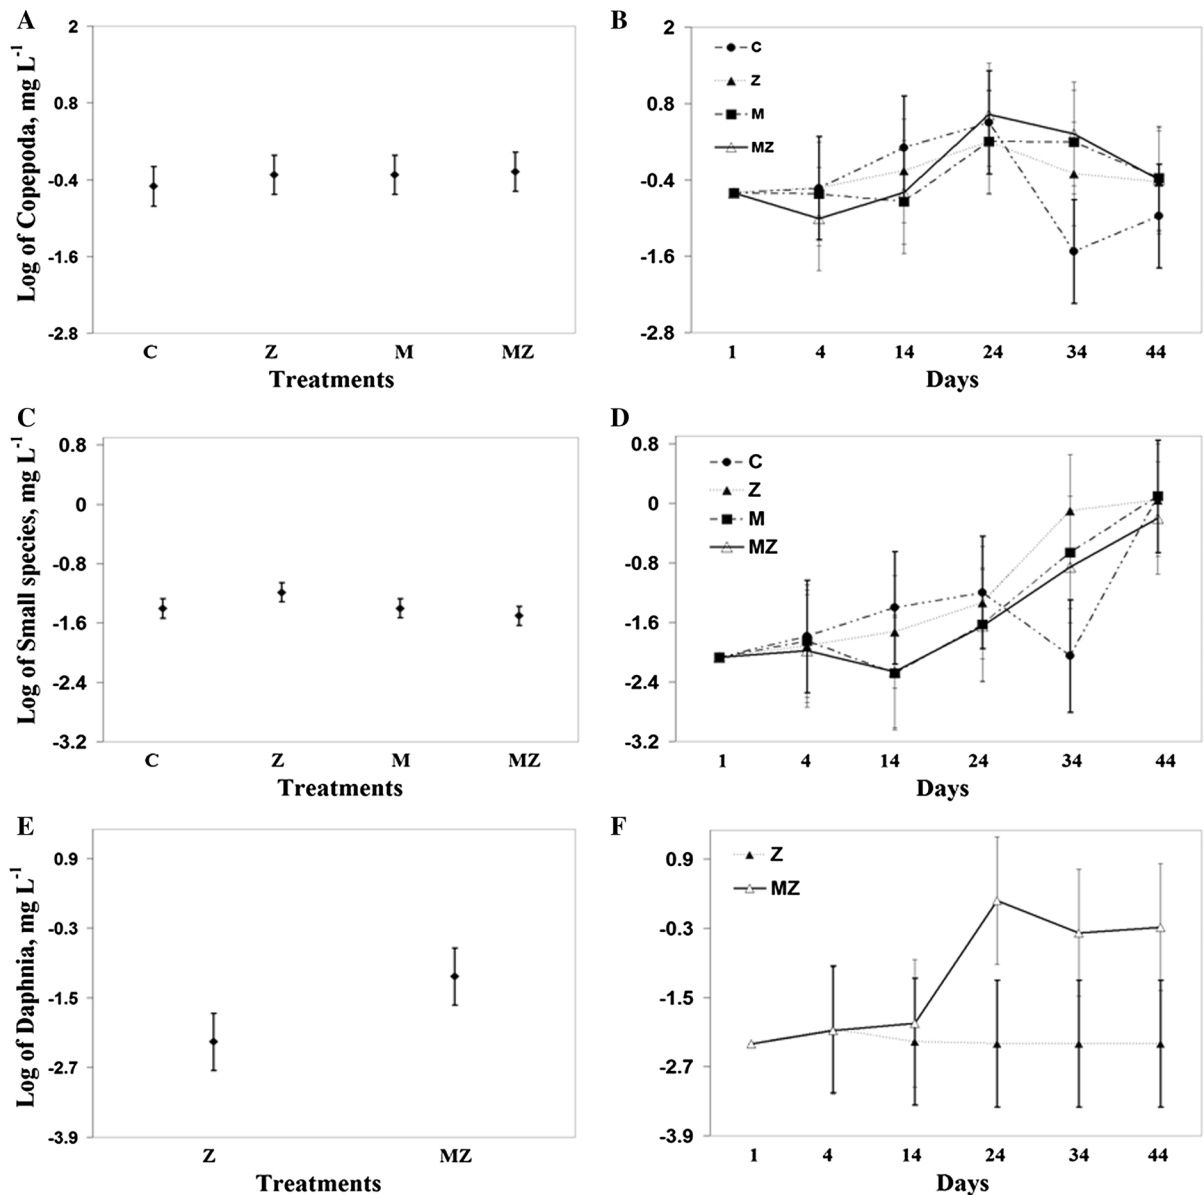 A
Log of Copepoda, mg L-1
2
0.8
-0.4
-1.6
-2.8
C Z M MZ
Treatments
B
2
0.8
-0.4
-1.6
-2.8
C
Z
M
MZ
1 4 14 24 34 44
Days
C
Log of Small species, mg L-1
0.8
0
-0.8
-1.6
-2.4
-3.2
C Z M MZ
Treatments
D
0.8
0
-0.8
-1.6
-2.4
-3.2
C
Z
M
MZ
1 4 14 24 34 44
Days
E
Log of Daphnia, mg L-1
0.9
-0.3
-1.5
-2.7
-3.9
Z MZ
Treatments
F
0.9
-0.3
-1.5
-2.7
-3.9
Z
MZ
1 4 14 24 34 44
Days